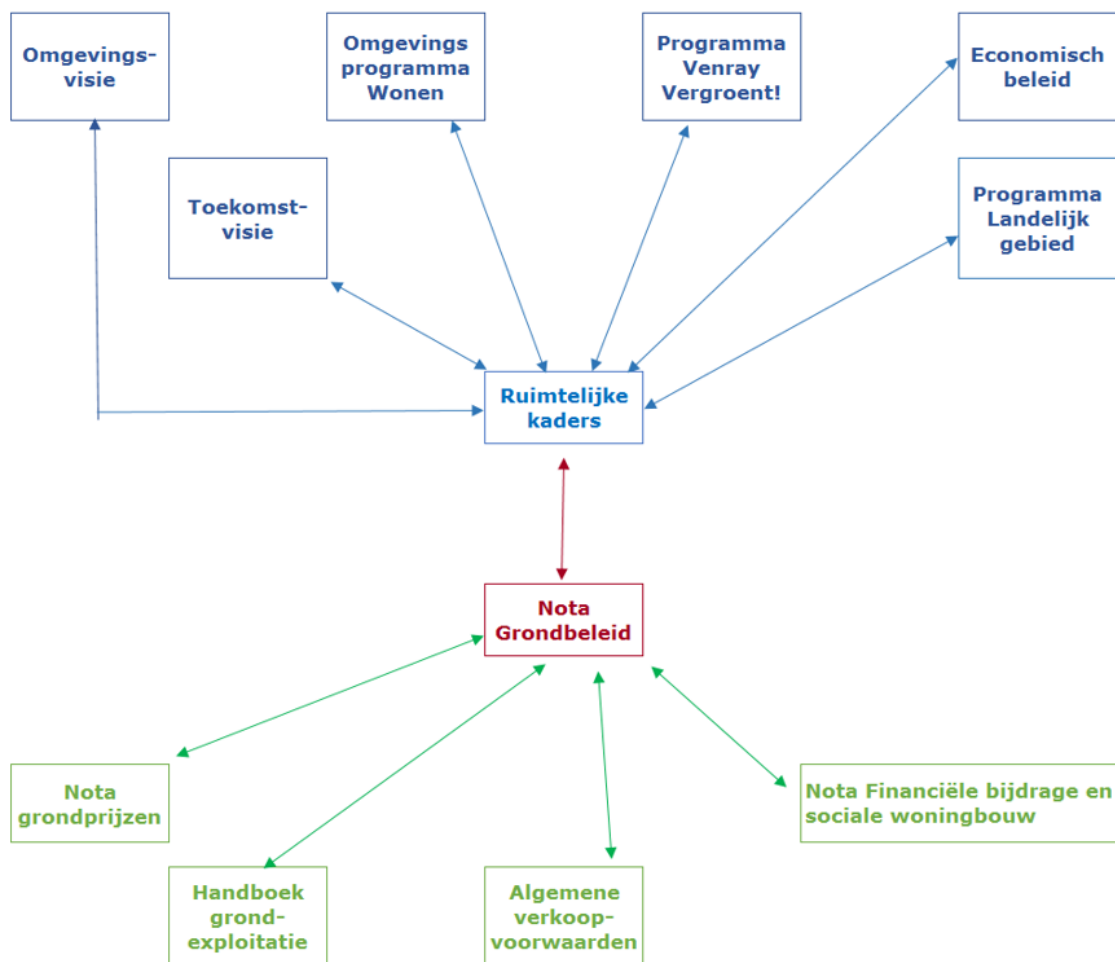 Omgevings-
visie
Omgevings
programma
Wonen
Programma
Venray
Vergroent!
Economisch
beleid
Toekomst-
visie
Programma
Landelijk
gebied
Ruimtelijke
kaders
Nota
Grondbeleid
Nota
grondprijzen
Nota Financiële bijdrage en
sociale woningbouw
Handboek
grond-
exploitatie
Algemene
verkoop-
voorwaarden